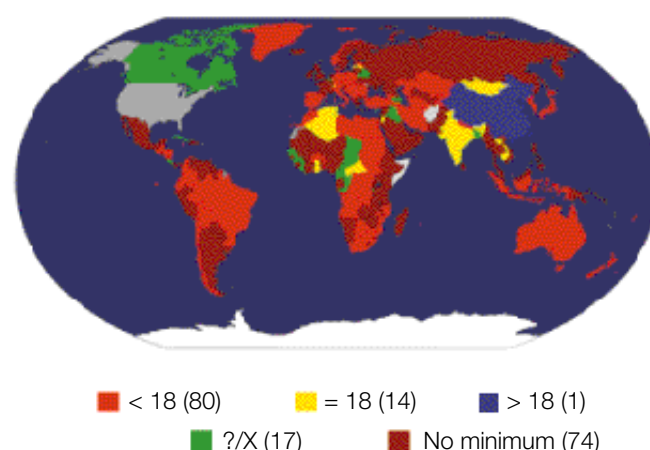 < 18 (80) = 18 (14) > 18 (1)
?/X (17) No minimum (74)